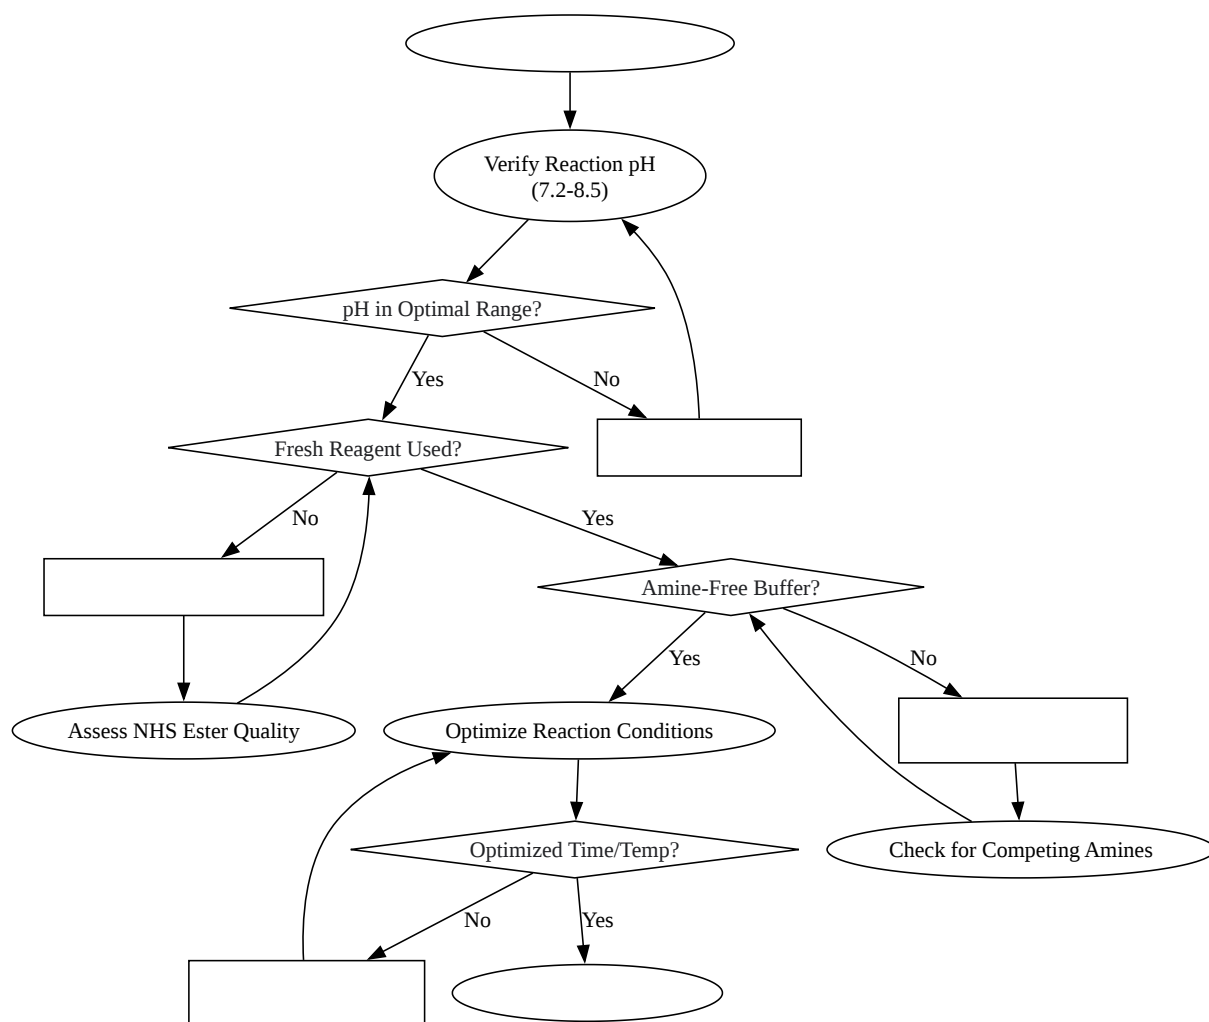 Verify Reaction pH
(7.2-8.5)
pH in Optimal Range?
Yes
No
Fresh Reagent Used?
No
Yes
Amine-Free Buffer?
Yes
No
Assess NHS Ester Quality
Optimize Reaction Conditions
Optimized Time/Temp?
Check for Competing Amines
No
Yes